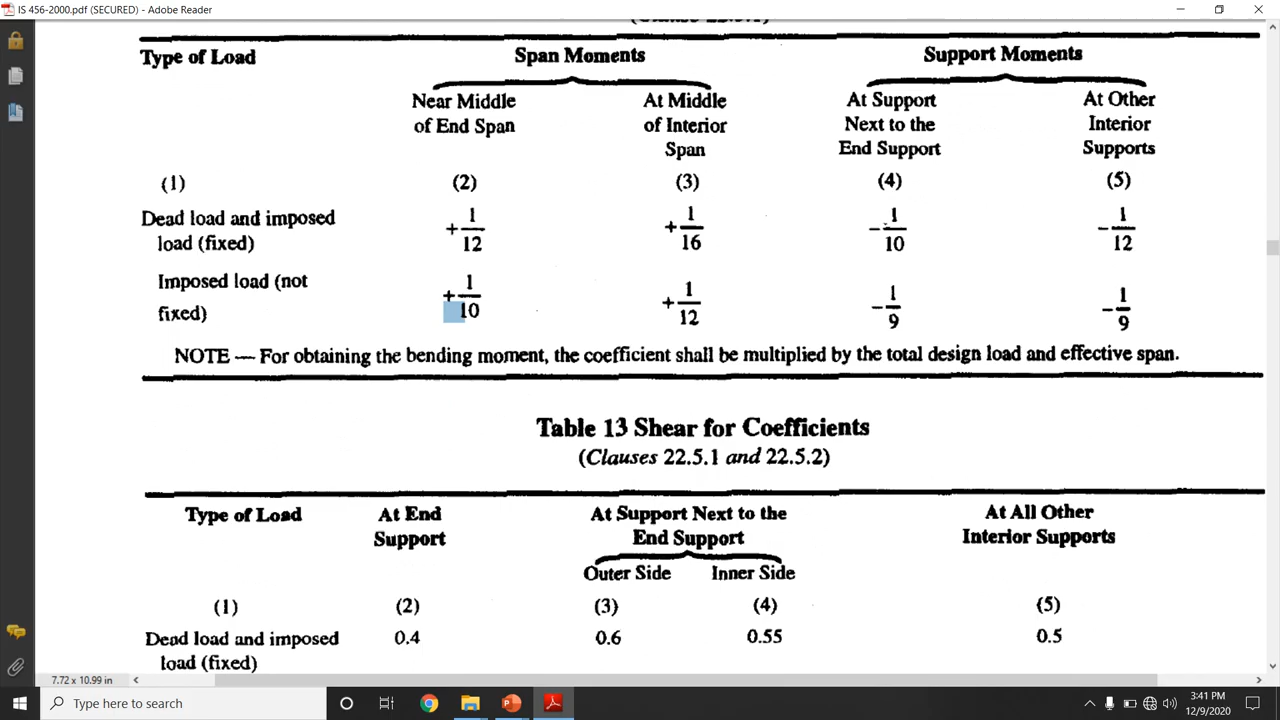 IS 456-2000.pdf (SECURED) - Adobe Reader
Type of Load Span Moments Support Moments
Near Middle of End Span At Middle of Interior Span At Support Next to the End Support At Other Interior Supports
(1) (2) (3) (4) (5)
Dead load and imposed load (fixed) +1/12 +1/16 -1/10 -1/12
Imposed load (not fixed) +1/10 +1/12 -1/9 -1/9
NOTE — For obtaining the bending moment, the coefficient shall be multiplied by the total design load and effective span.
Table 13 Shear for Coefficients
(Clauses 22.5.1 and 22.5.2)
Type of Load At End Support At Support Next to the End Support At All Other Interior Supports
Outer Side Inner Side
(1) (2) (3) (4) (5)
Dead load and imposed load (fixed) 0.4 0.6 0.55 0.5
7.72 x 10.99 in
Type here to search
3:41 PM
12/9/2020